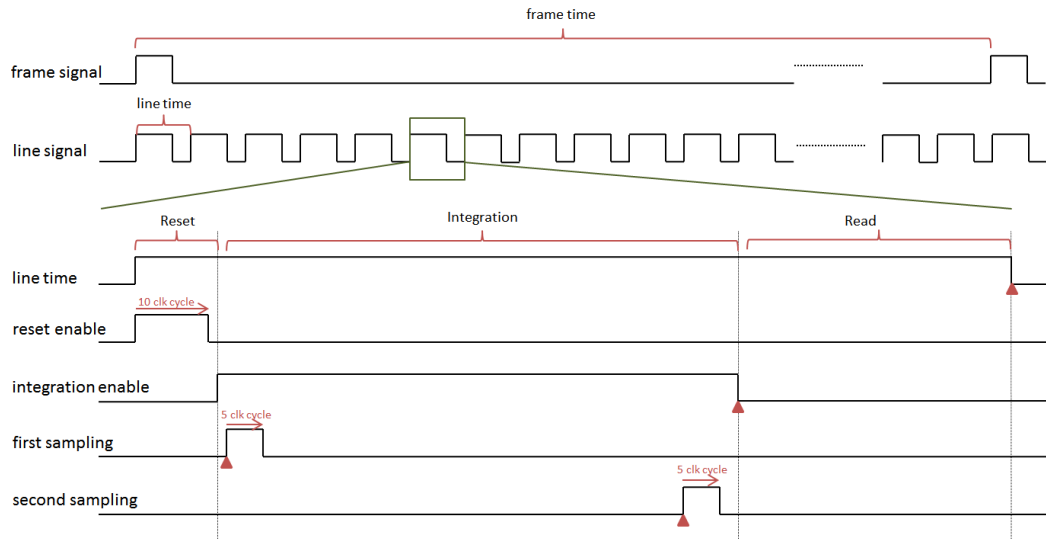 frame time
frame signal
line time
line signal
Reset
Integration
Read
line time
10 clk cycle
reset enable
integration enable
5 clk cycle
first sampling
5 clk cycle
second sampling